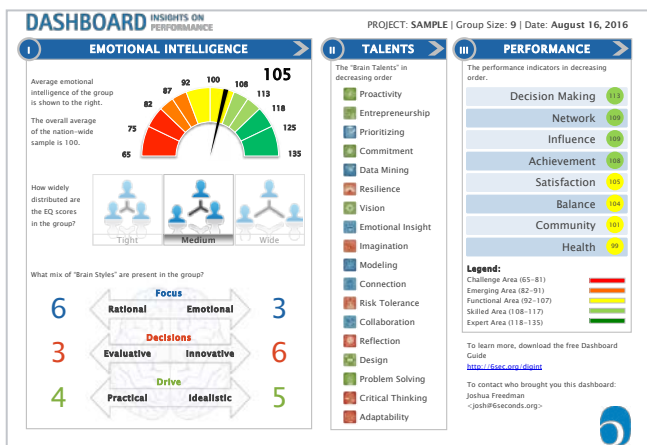 DASHBOARD INSIGHTS ON PERFORMANCE
PROJECT: SAMPLE | Group Size: 9 | Date: August 16, 2016
I
EMOTIONAL INTELLIGENCE
Average emotional
intelligence of the group
is shown to the right.
The overall average
of the nation-wide
sample is 100.
105
65
75
82
87
92
100
108
113
118
125
135
How widely
distributed are
the EQ scores
in the group?
Tight
Medium
Wide
What mix of "Brain Styles" are present in the group?
Focus
6 Rational Emotional 3
Decisions
3 Evaluative Innovative 6
Drive
4 Practical Idealistic 5
II
TALENTS
The "Brain Talents" in
decreasing order
Proactivity
Entrepreneurship
Prioritizing
Commitment
Data Mining
Resilience
Vision
Emotional Insight
Imagination
Modeling
Connection
Risk Tolerance
Collaboration
Reflection
Design
Problem Solving
Critical Thinking
Adaptability
III
PERFORMANCE
The performance indicators in decreasing
order.
Decision Making 113
Network 109
Influence 109
Achievement 108
Satisfaction 105
Balance 104
Community 101
Health 99
Legend:
Challenge Area (65-81)
Emerging Area (82-91)
Functional Area (92-107)
Skilled Area (108-117)
Expert Area (118-135)
To learn more, download the free Dashboard
Guide
http://6sec.org/digint
To contact who brought you this dashboard:
Joshua Freedman
<josh@6seconds.org>